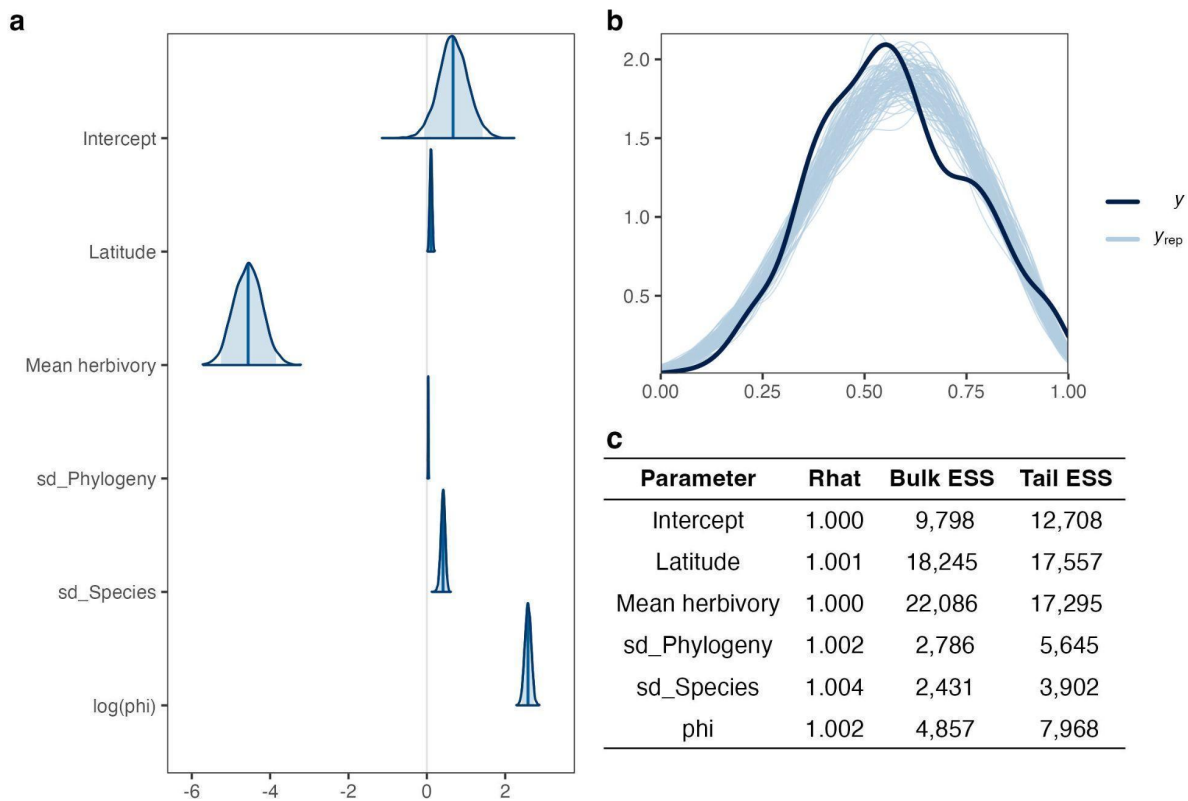 a
Intercept
Latitude
Mean herbivory
sd_Phylogeny
sd_Species
log(phi)
-6 -4 -2 0 2
b
2.0
1.5
1.0
0.5
0.00 0.25 0.50 0.75 1.00
y
yrep
c
Parameter Rhat Bulk ESS Tail ESS
Intercept 1.000 9,798 12,708
Latitude 1.001 18,245 17,557
Mean herbivory 1.000 22,086 17,295
sd_Phylogeny 1.002 2,786 5,645
sd_Species 1.004 2,431 3,902
phi 1.002 4,857 7,968